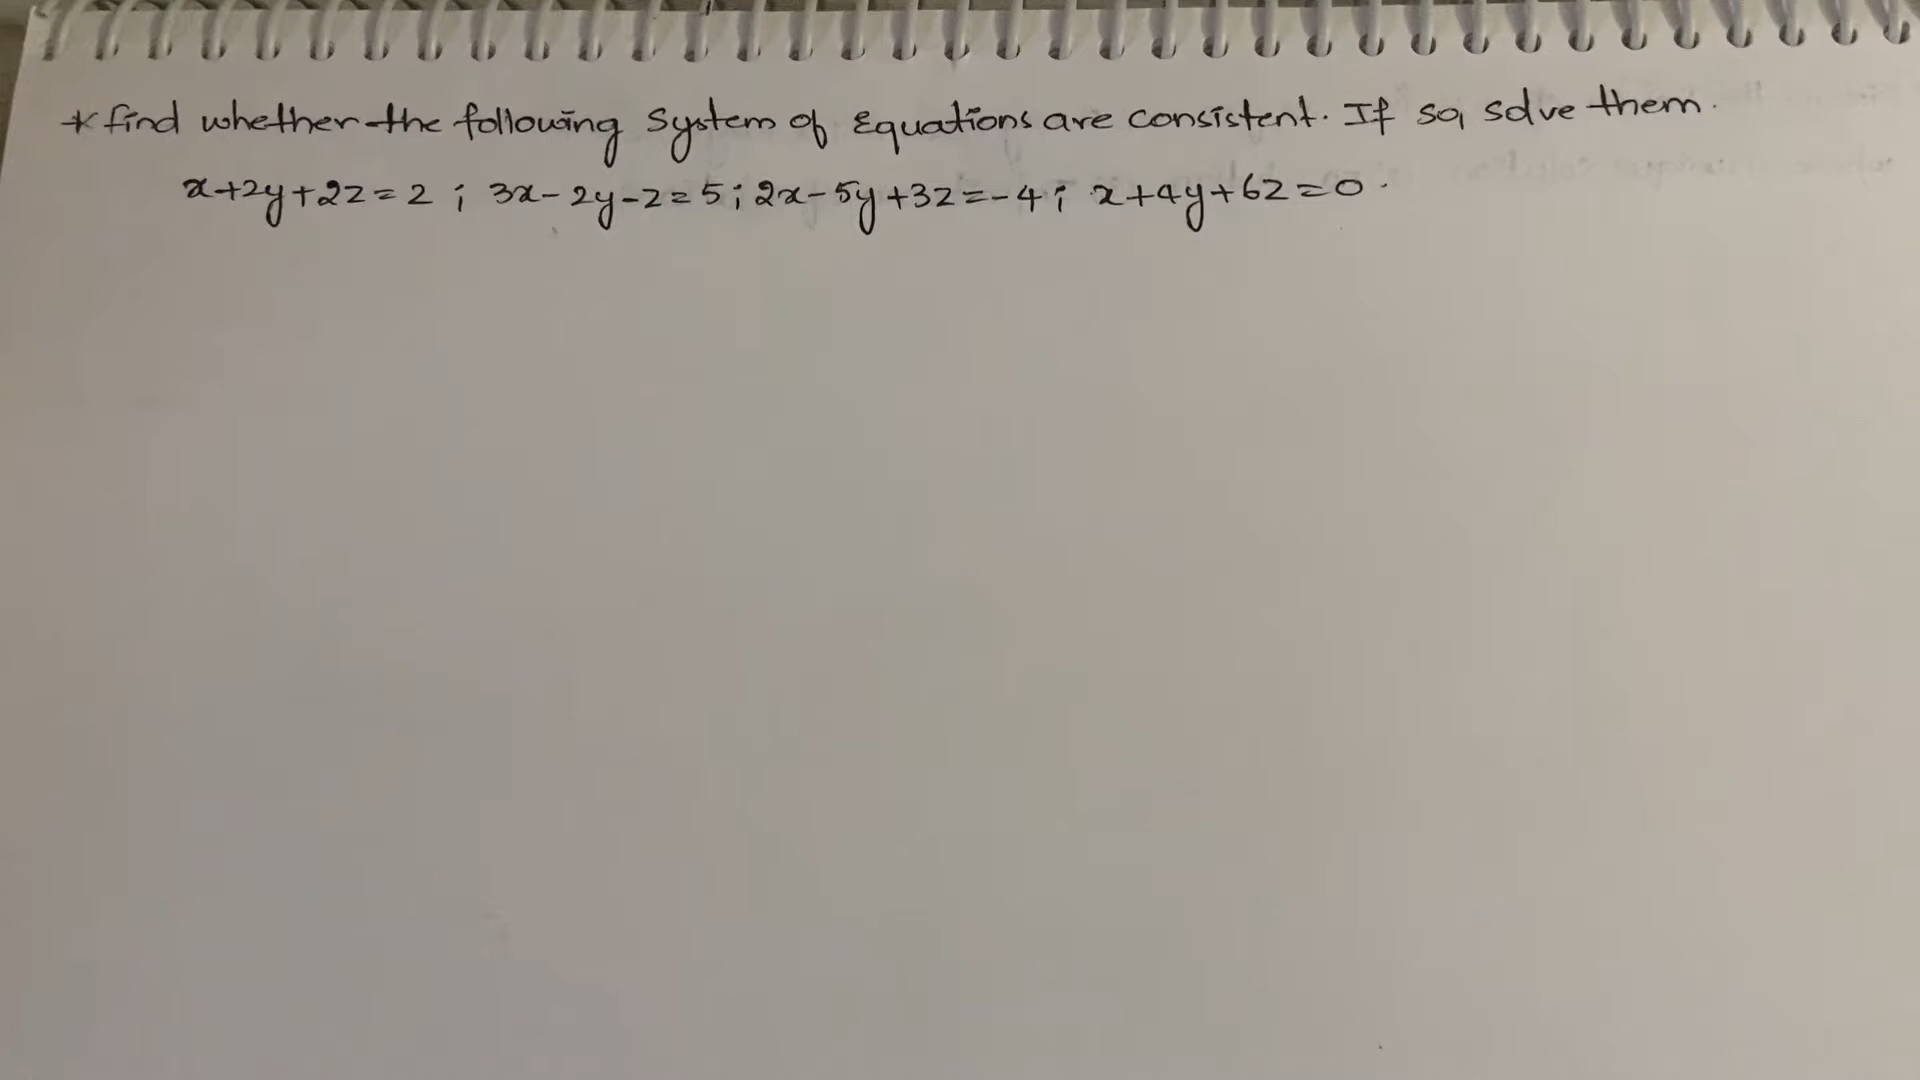 * find whether the following system of Equations are consistent. If so, solve them.
x+2y+2z=2 ; 3x-2y-z=5 ; 2x-5y+3z=-4 ; x+4y+6z=0.